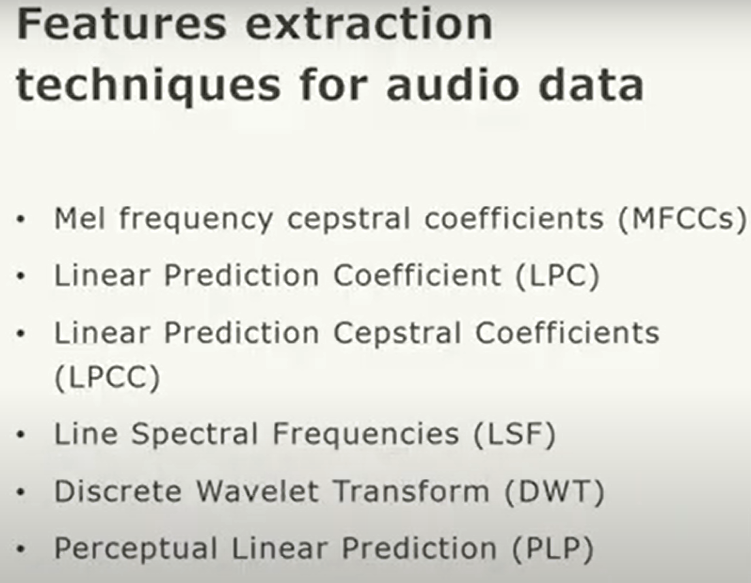 Features extraction
techniques for audio data
• Mel frequency cepstral coefficients (MFCCs)
• Linear Prediction Coefficient (LPC)
• Linear Prediction Cepstral Coefficients
(LPCC)
• Line Spectral Frequencies (LSF)
• Discrete Wavelet Transform (DWT)
• Perceptual Linear Prediction (PLP)